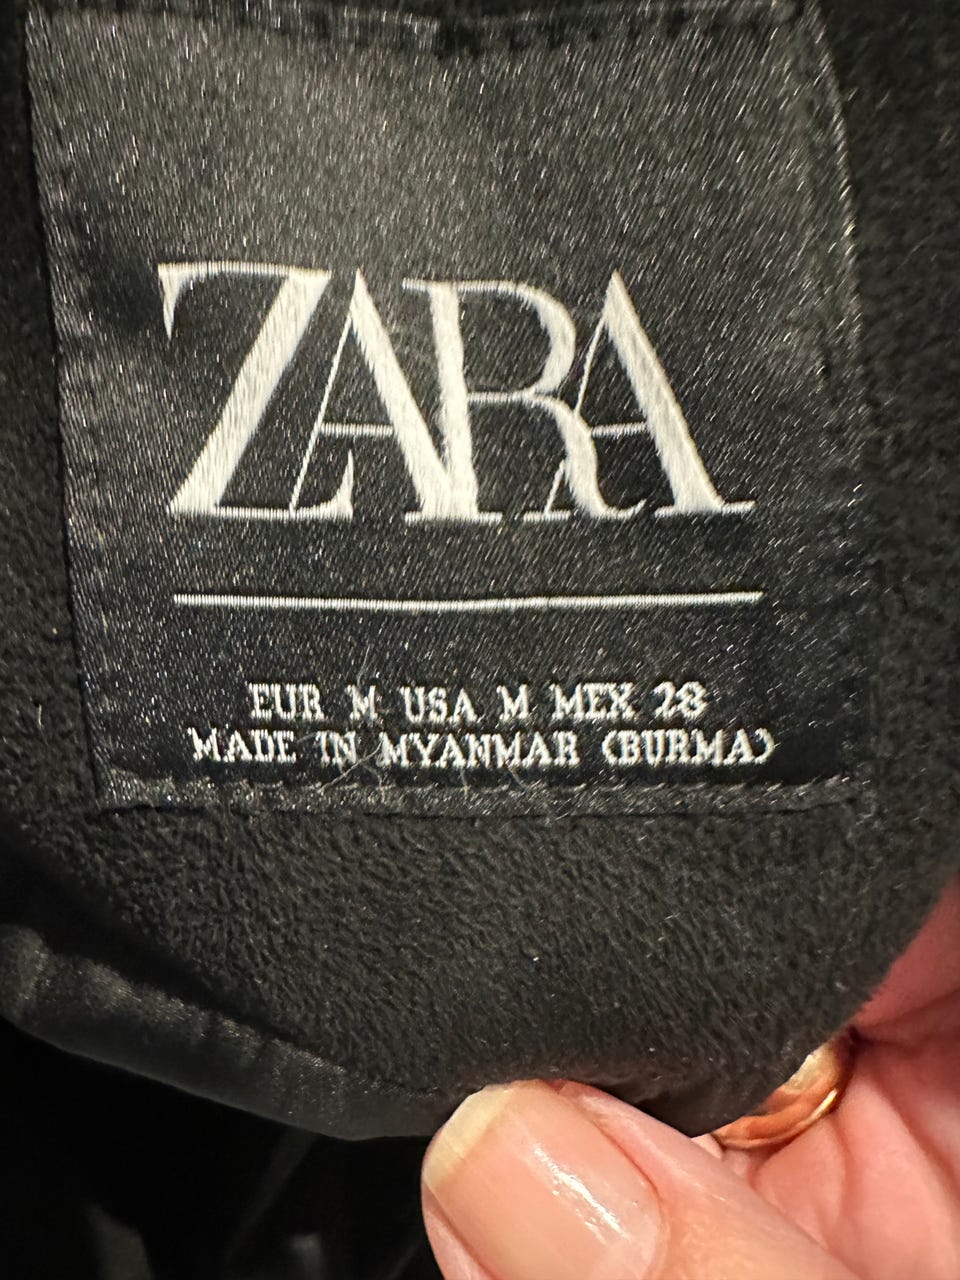 ZARA
EUR M USA M MEX 28
MADE IN MYANMAR (BURMA)